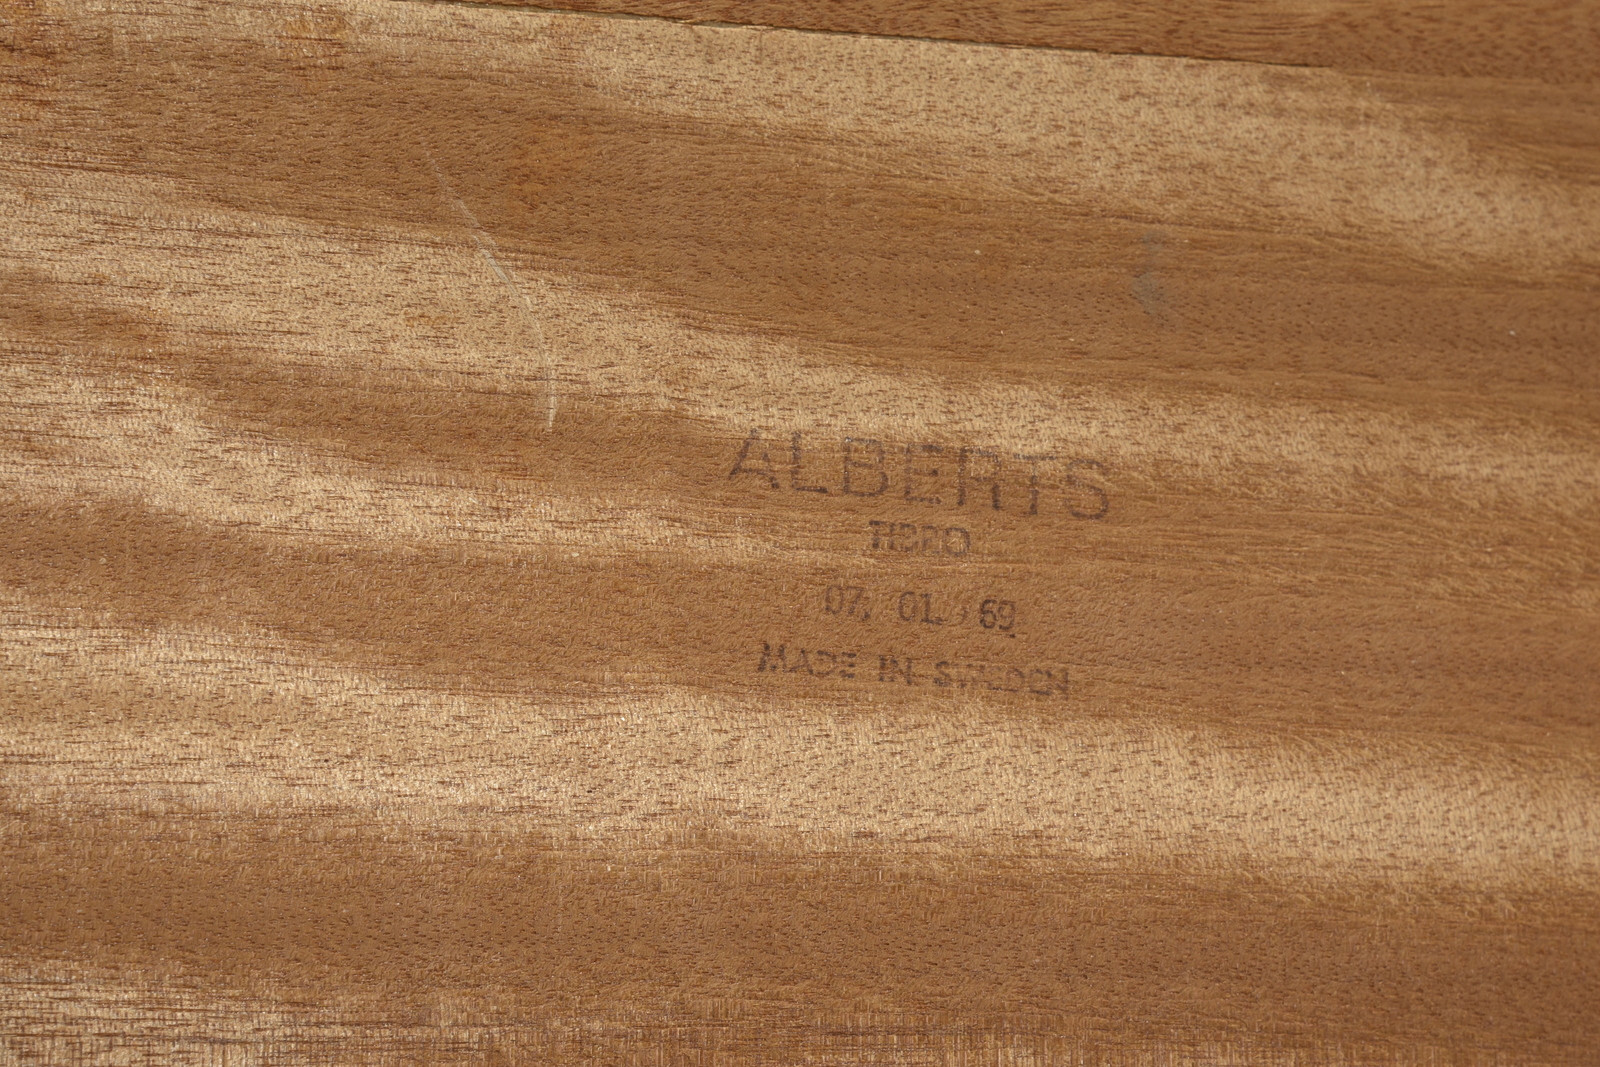 ALBERTS
TIBRO
07. 01. 69
MADE IN SWEDEN